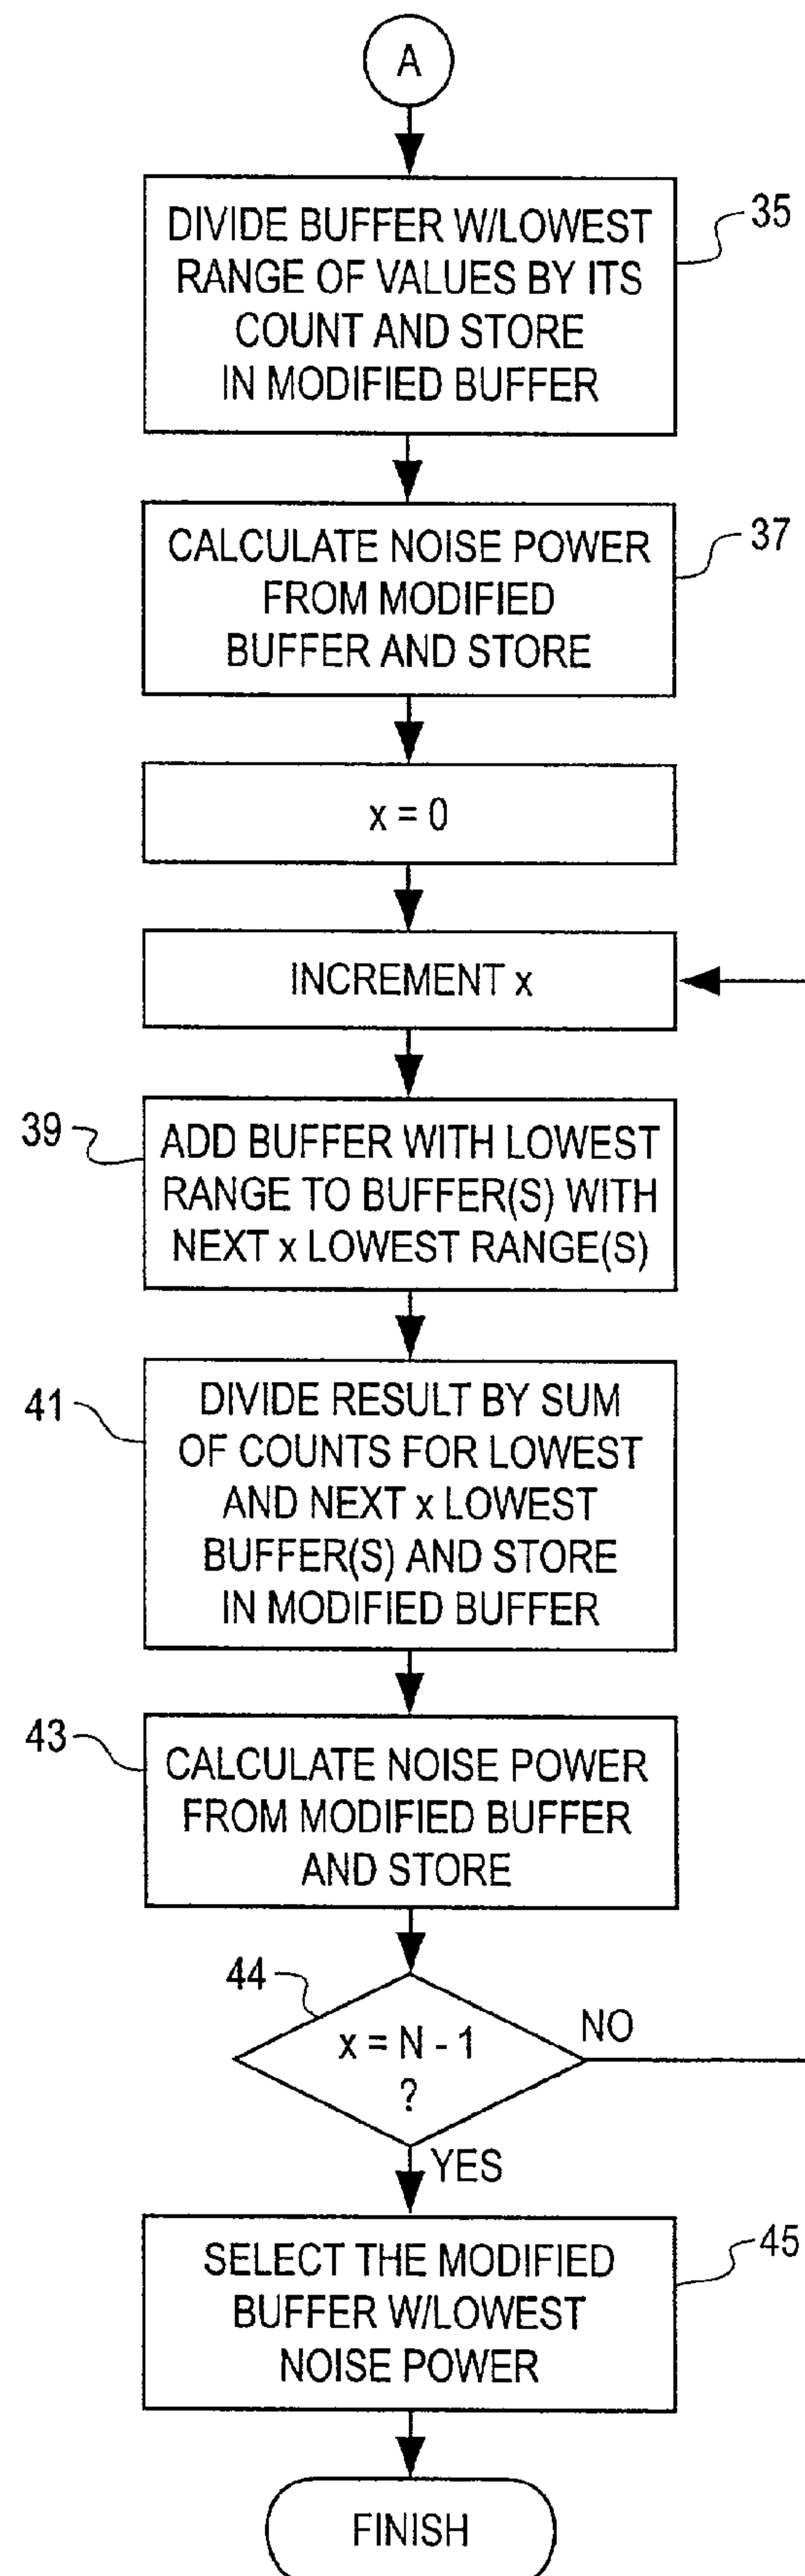 A
DIVIDE BUFFER W/LOWEST
RANGE OF VALUES BY ITS
COUNT AND STORE
IN MODIFIED BUFFER
35
CALCULATE NOISE POWER
FROM MODIFIED
BUFFER AND STORE
37
x = 0
INCREMENT x
39
ADD BUFFER WITH LOWEST
RANGE TO BUFFER(S) WITH
NEXT x LOWEST RANGE(S)
41
DIVIDE RESULT BY SUM
OF COUNTS FOR LOWEST
AND NEXT x LOWEST
BUFFER(S) AND STORE
IN MODIFIED BUFFER
43
CALCULATE NOISE POWER
FROM MODIFIED BUFFER
AND STORE
44
x = N - 1
?
NO
YES
SELECT THE MODIFIED
BUFFER W/LOWEST
NOISE POWER
45
FINISH